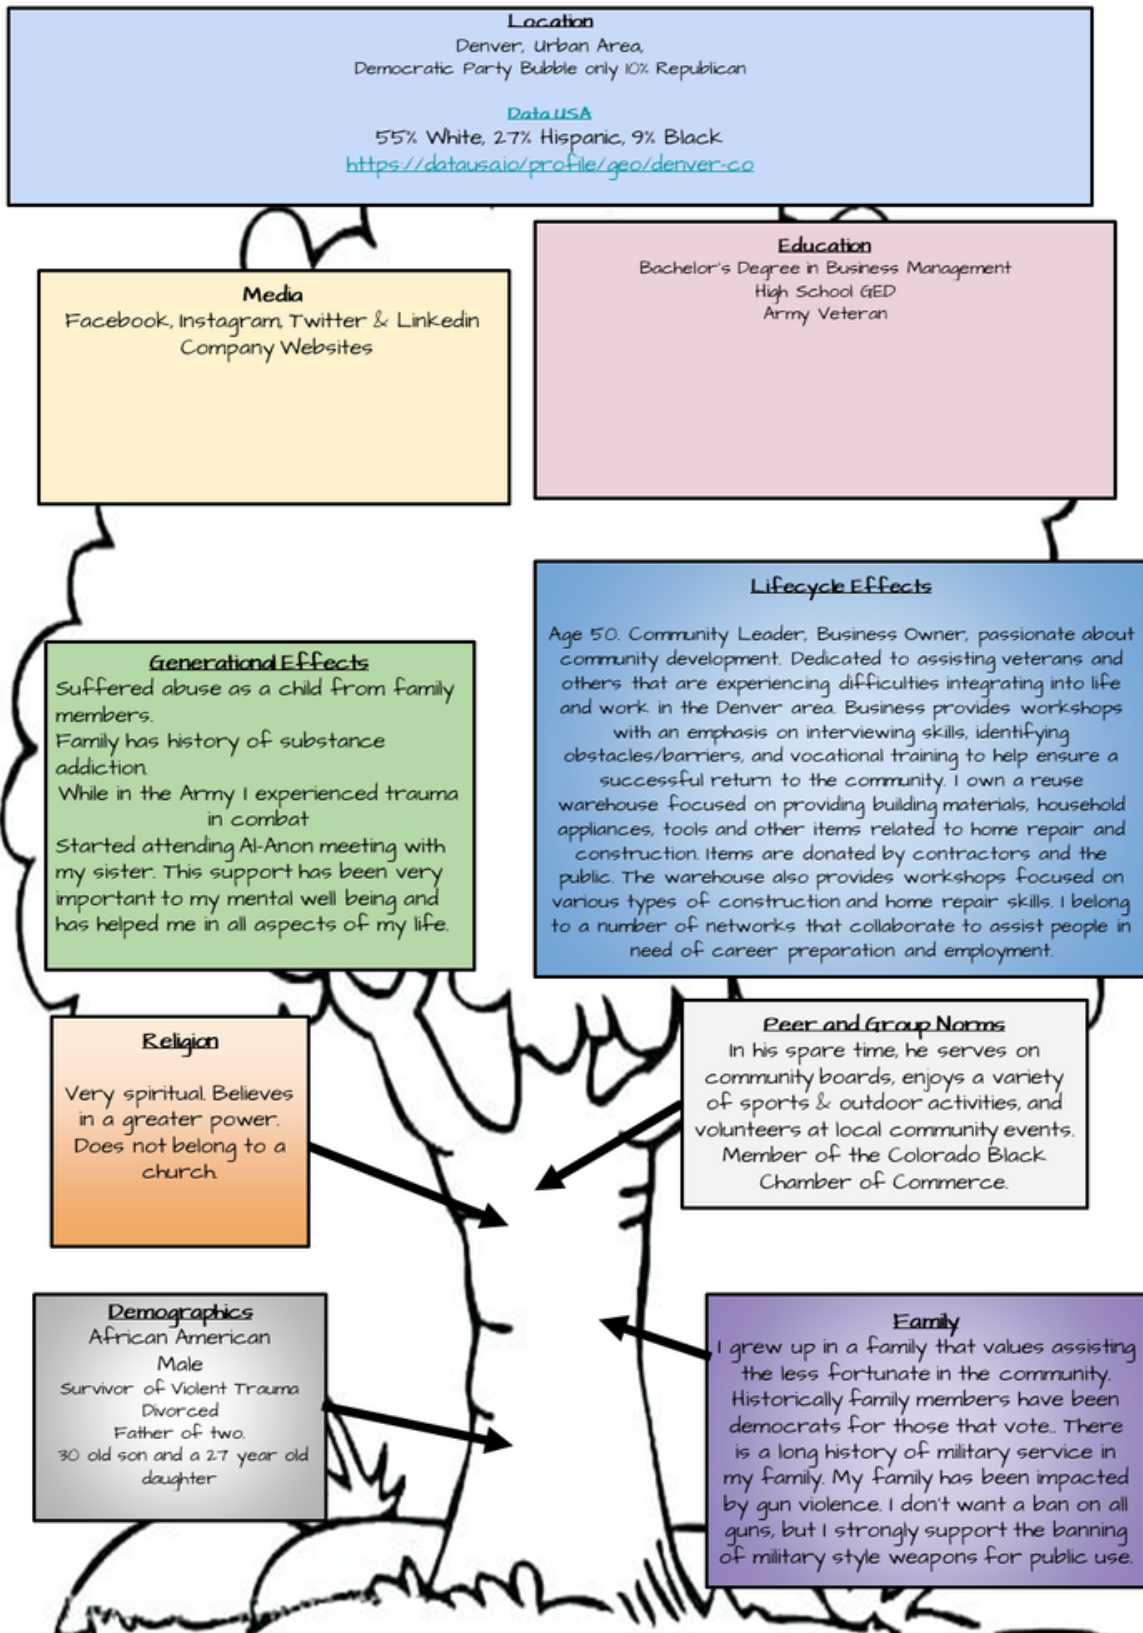 Location
Denver, Urban Area,
Democratic Party Bubble only 10% Republican
Data USA
55% White, 27% Hispanic, 9% Black
https://datausa.io/profile/geo/denver-co
Media
Facebook, Instagram, Twitter & Linkedin
Company Websites
Education
Bachelor's Degree in Business Management
High School GED
Army Veteran
Generational Effects
Suffered abuse as a child from family
members.
Family has history of substance
addiction.
While in the Army I experienced trauma
in combat
Started attending Al-Anon meeting with
my sister. This support has been very
important to my mental well being and
has helped me in all aspects of my life.
Lifecycle Effects
Age 50. Community Leader, Business Owner, passionate about
community development. Dedicated to assisting veterans and
others that are experiencing difficulties integrating into life
and work in the Denver area. Business provides workshops
with an emphasis on interviewing skills, identifying
obstacles/barriers, and vocational training to help ensure a
successful return to the community. I own a reuse
warehouse focused on providing building materials, household
appliances, tools and other items related to home repair and
construction. Items are donated by contractors and the
public. The warehouse also provides workshops focused on
various types of construction and home repair skills. I belong
to a number of networks that collaborate to assist people in
need of career preparation and employment.
Religion
Very spiritual. Believes
in a greater power.
Does not belong to a
church.
Peer and Group Norms
In his spare time, he serves on
community boards, enjoys a variety
of sports & outdoor activities, and
volunteers at local community events.
Member of the Colorado Black
Chamber of Commerce.
Demographics
African American
Male
Survivor of Violent Trauma
Divorced
Father of two.
30 old son and a 27 year old
daughter
Family
I grew up in a family that values assisting
the less fortunate in the community.
Historically family members have been
democrats for those that vote.. There
is a long history of military service in
my family. My family has been impacted
by gun violence. I don't want a ban on all
guns, but I strongly support the banning
of military style weapons for public use.